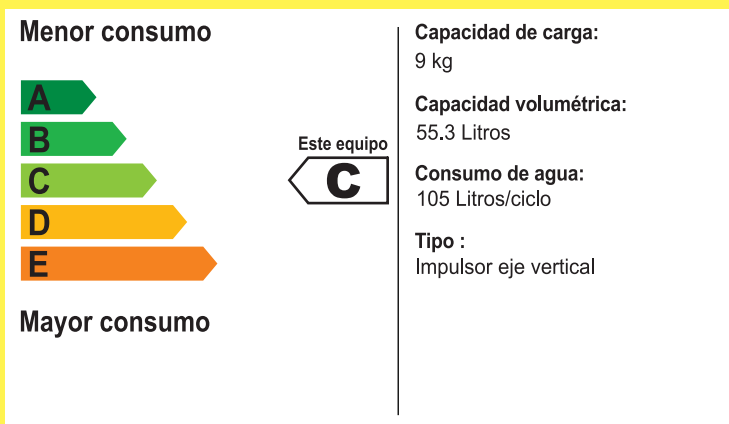 Menor consumo
A
B
C
D
E
Mayor consumo
Este equipo
C
Capacidad de carga:
9 kg
Capacidad volumétrica:
55.3 Litros
Consumo de agua:
105 Litros/ciclo
Tipo :
Impulsor eje vertical